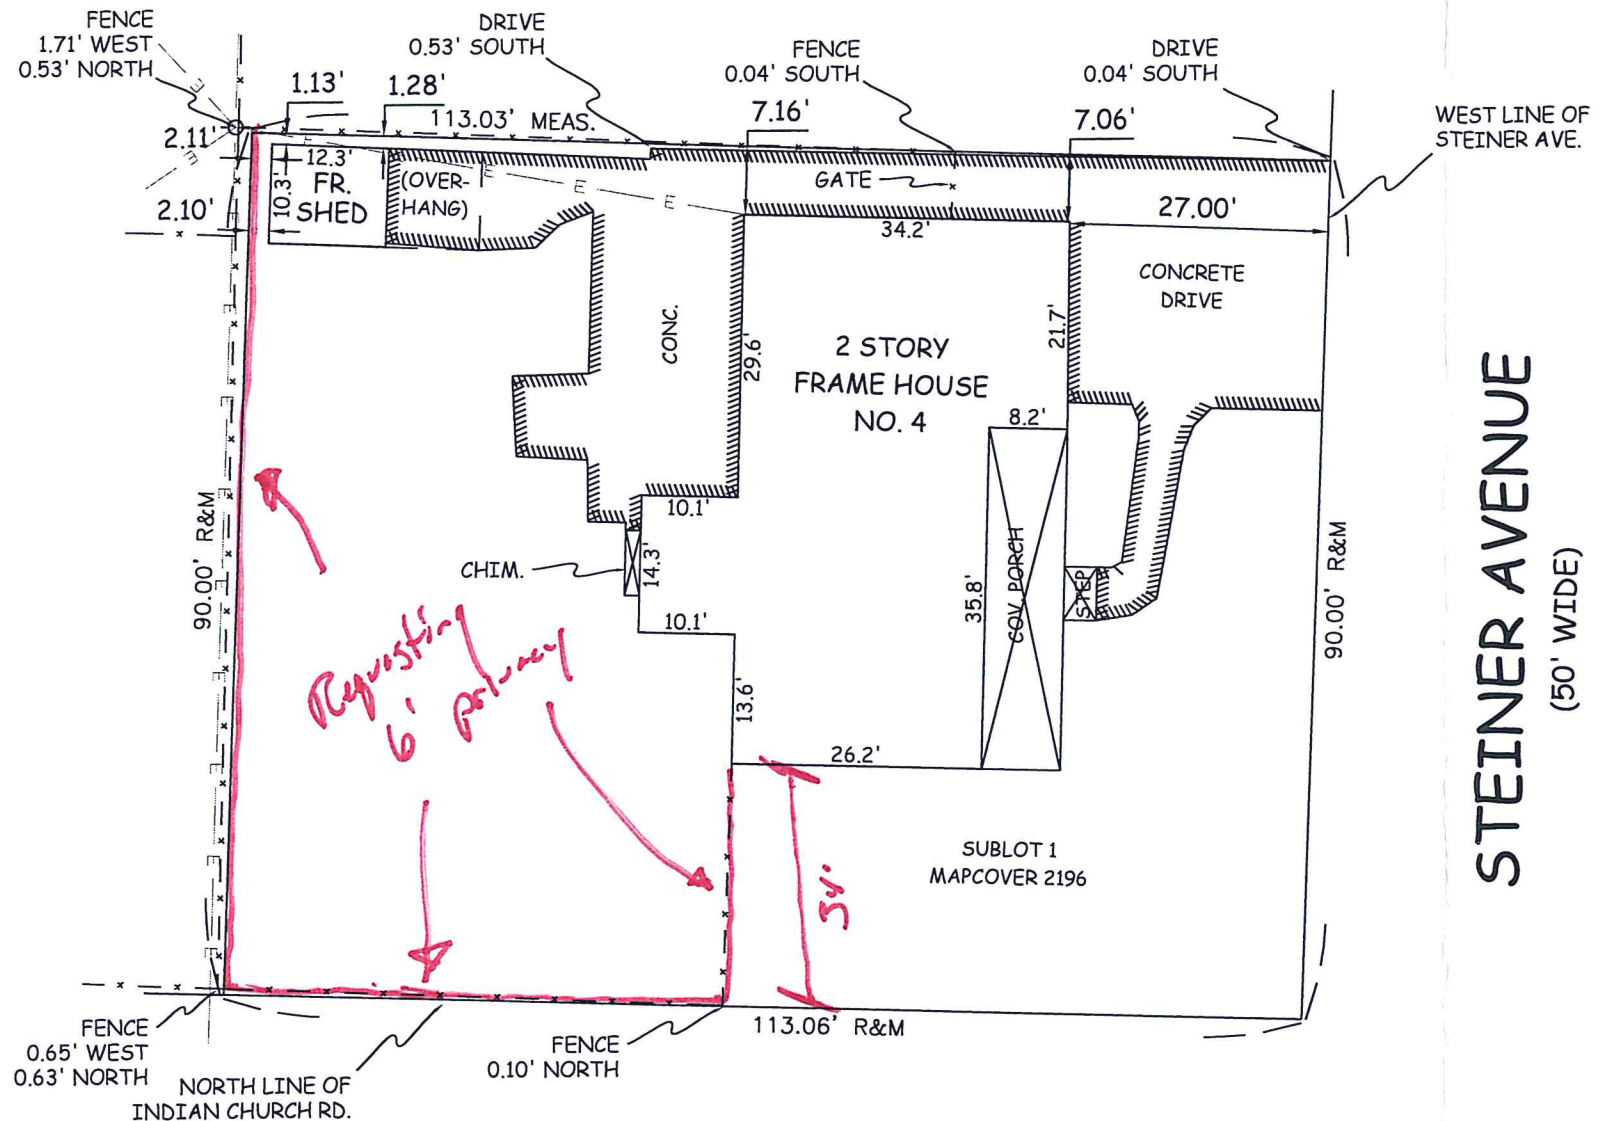 FENCE
1.71' WEST
0.53' NORTH
DRIVE
0.53' SOUTH
FENCE
0.04' SOUTH
DRIVE
0.04' SOUTH
WEST LINE OF
STEINER AVE.
1.13'
1.28'
113.03' MEAS.
7.16'
7.06'
2.11'
12.3'
10.3'
FR.
SHED
(OVER-
HANG)
E
E
E
E
E
GATE
2.10'
34.2'
27.00'
CONCRETE
DRIVE
CONC.
29.6'
21.7'
2 STORY
FRAME HOUSE
NO. 4
8.2'
10.1'
14.3'
CHIM.
10.1'
35.8'
COV. PORCH
STEP
90.00' R&M
90.00' R&M
STEINER AVENUE
(50' WIDE)
Requesting
6' privacy
13.6'
26.2'
34'
SUBLOT 1
MAPCOVER 2196
113.06' R&M
FENCE
0.65' WEST
0.63' NORTH
NORTH LINE OF
INDIAN CHURCH RD.
FENCE
0.10' NORTH